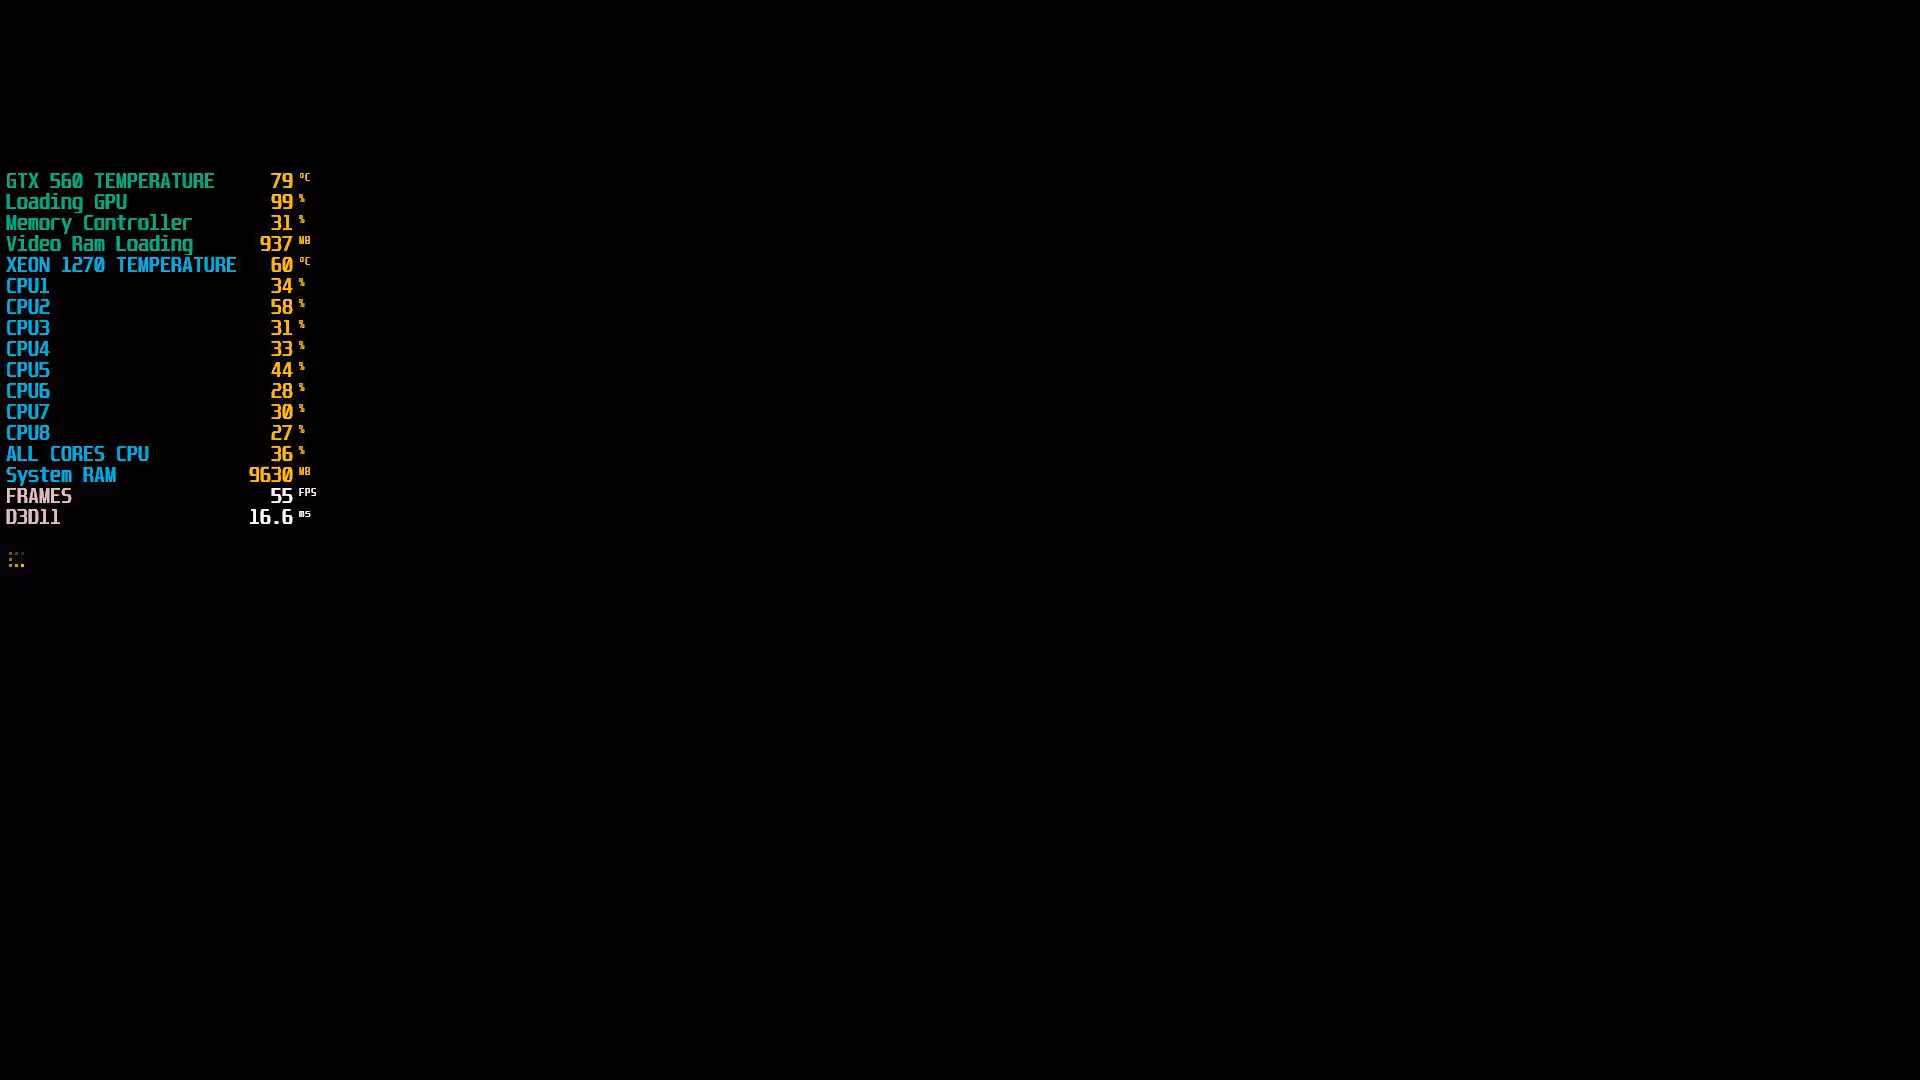 GTX 560 TEMPERATURE 79 °C
Loading GPU 99 %
Memory Controller 31 %
Video Ram Loading 937 MB
XEON 1270 TEMPERATURE 60 °C
CPU1 34 %
CPU2 58 %
CPU3 31 %
CPU4 33 %
CPU5 44 %
CPU6 28 %
CPU7 30 %
CPU8 27 %
ALL CORES CPU 36 %
System RAM 9630 MB
FRAMES 55 FPS
D3D11 16.6 ms